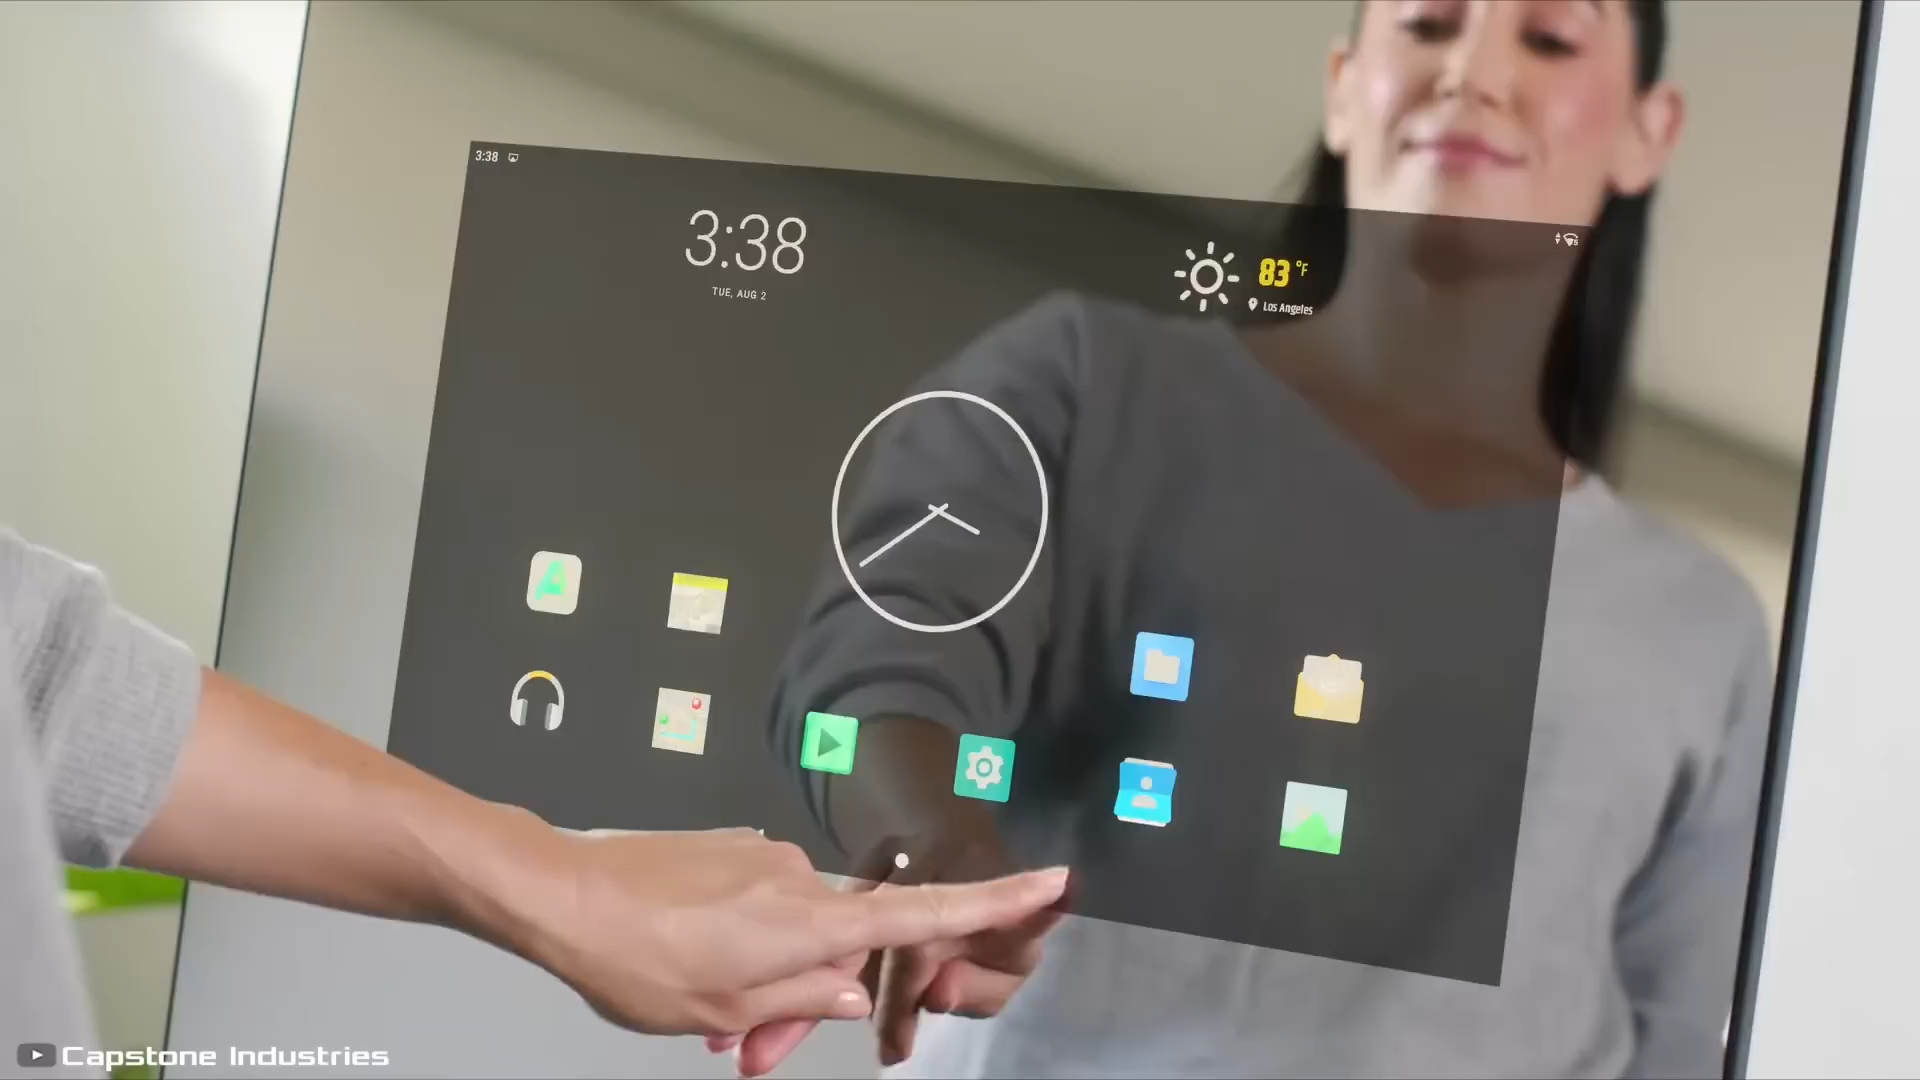 3:38
3:38
TUE, AUG 2
83 °F
Los Angeles
A
Capstone Industries